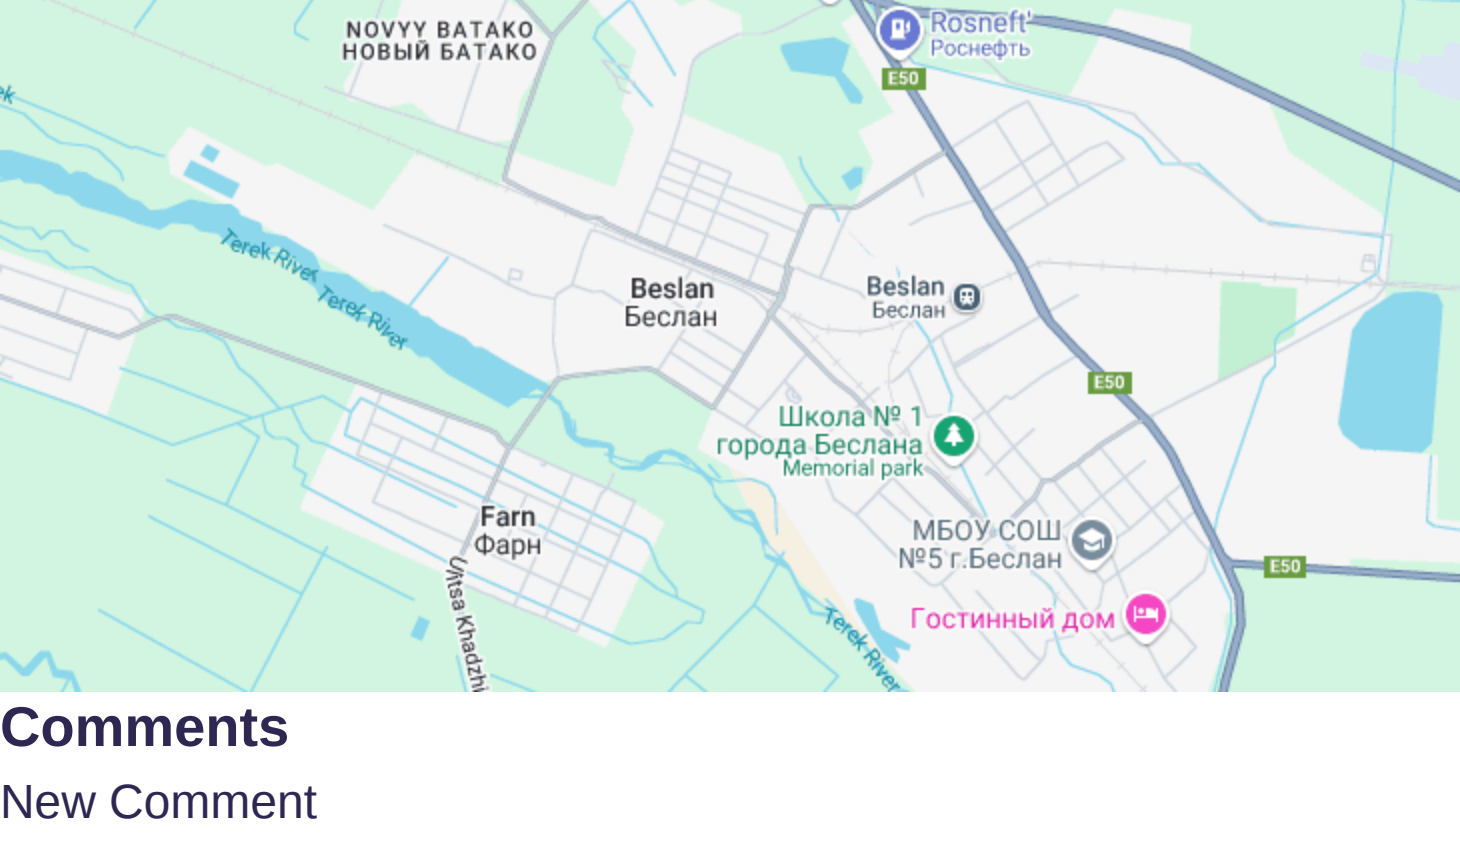 NOVYY BATAKO
НОВЫЙ БАТАКО
Rosneft'
Роснефть
E50
ek
Terek River
Terek River
Beslan
Беслан
Beslan
Беслан
E50
Школа № 1
города Беслана
Memorial park
Farn
Фарн
МБОУ СОШ
№5 г.Беслан
E50
Ulitsa Khadzhi
Гостинный дом
Terek River
Comments
New Comment